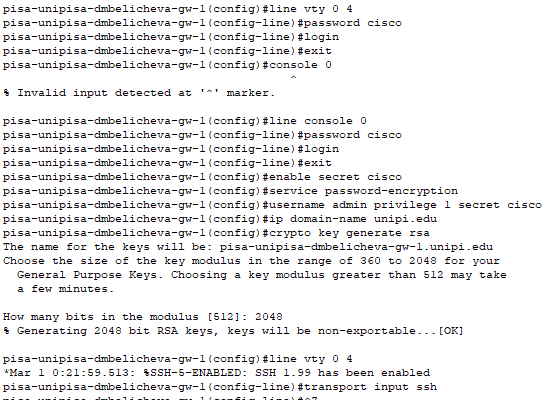 pisa-unipisa-dmbelicheva-gw-1(config)#line vty 0 4
pisa-unipisa-dmbelicheva-gw-1(config-line)#password cisco
pisa-unipisa-dmbelicheva-gw-1(config-line)#login
pisa-unipisa-dmbelicheva-gw-1(config-line)#exit
pisa-unipisa-dmbelicheva-gw-1(config)#console 0
^
% Invalid input detected at '^' marker.
pisa-unipisa-dmbelicheva-gw-1(config)#line console 0
pisa-unipisa-dmbelicheva-gw-1(config-line)#password cisco
pisa-unipisa-dmbelicheva-gw-1(config-line)#login
pisa-unipisa-dmbelicheva-gw-1(config-line)#exit
pisa-unipisa-dmbelicheva-gw-1(config)#enable secret cisco
pisa-unipisa-dmbelicheva-gw-1(config)#service password-encryption
pisa-unipisa-dmbelicheva-gw-1(config)#username admin privilege 1 secret cisco
pisa-unipisa-dmbelicheva-gw-1(config)#ip domain-name unipi.edu
pisa-unipisa-dmbelicheva-gw-1(config)#crypto key generate rsa
The name for the keys will be: pisa-unipisa-dmbelicheva-gw-1.unipi.edu
Choose the size of the key modulus in the range of 360 to 2048 for your
General Purpose Keys. Choosing a key modulus greater than 512 may take
a few minutes.
How many bits in the modulus [512]: 2048
% Generating 2048 bit RSA keys, keys will be non-exportable...[OK]
pisa-unipisa-dmbelicheva-gw-1(config)#line vty 0 4
*Mar 1 0:21:59.513: %SSH-5-ENABLED: SSH 1.99 has been enabled
pisa-unipisa-dmbelicheva-gw-1(config-line)#transport input ssh